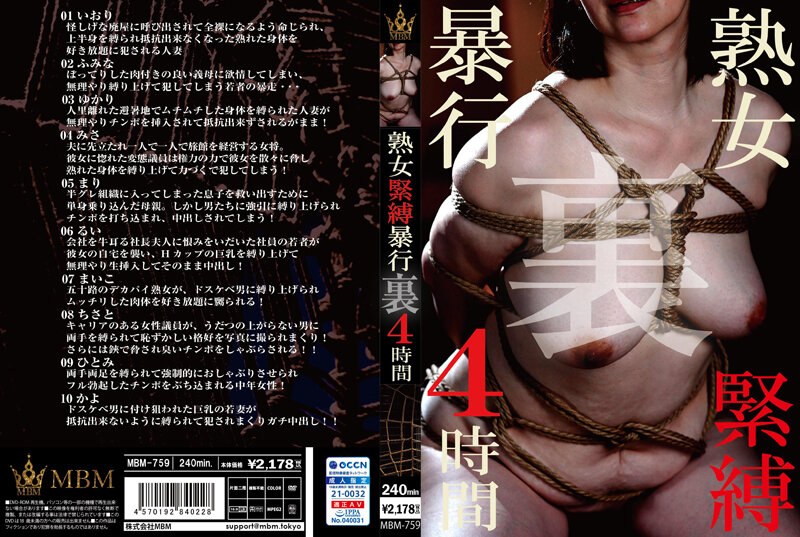 01 いおり
怪しげな廃屋に呼び出されて全裸になるよう命じられ、
上半身を縛られ抵抗出来なくなった熟れた身体を
好き放題に犯される人妻
02 ふみな
ぽってりした肉付きの良い義母に欲情してしまい、
無理やり縛り上げて犯してしまう若者の暴走・・・
03 ゆかり
人里離れた避暑地でムチムチした身体を縛られた人妻が
無理やりチンポを挿入されて抵抗出来ずされるがまま!
04 みさ
夫に先立たれ一人で一人で旅館を経営する女将。
彼女に惚れた変態議員は権力の力で彼女を散々に脅し
熟れた身体を縛り上げて力づくで犯してしまう!
05 まり
半グレ組織に入ってしまった息子を救い出すために
単身乗り込んだ母親。しかし男たちに強引に縛り上げられ
チンポを打ち込まれ、中出しされてしまう!
06 るい
会社を牛耳る社長夫人に恨みをいだいた社員の若者が
彼女の自宅を襲い、Hカップの巨乳を縛り上げて
無理やり生挿入してそのまま中出し!
07 まいこ
五十路のデカパイ熟女が、ドスケベ男に縛り上げられ
ムッチリした肉体を好き放題に嬲られる!
08 ちさと
キャリアのある女性議員が、うだつの上がらない男に
両手を縛られて恥ずかしい格好を写真に撮られまくり!
さらには鋏で脅され臭いチンポをしゃぶらされる!!
09 ひとみ
両手両足を縛られて強制的におしゃぶりさせられ
フル勃起したチンポをぶち込まれる中年女性!
10 かよ
ドスケベ男に付け狙われた巨乳の若妻が
抵抗出来ないように縛られて犯されまくりガチ中出し!!
MBM
MBM
MBM-759
240min.
本体価格 ¥2,178
片面二層
複製不能
COLOR
16:9
MPEG2
4570192840228
株式会社MBM
support@mbm.tokyo
CCN
成人指定
21-0032
適正AV
IPPA
No.040031
MBM
熟女緊縛暴行裏4時間
240min
¥2,178
MBM-759
熟女
緊縛
暴行
裏
4時間